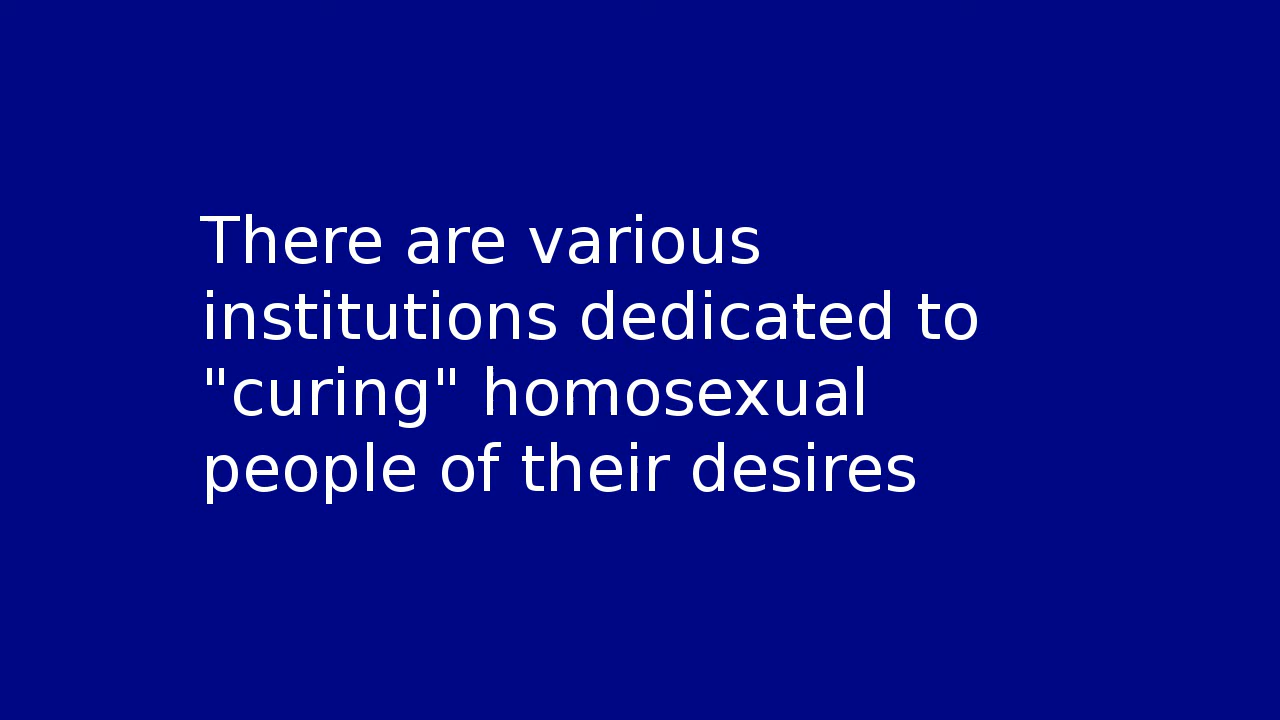 There are various
institutions dedicated to
"curing" homosexual
people of their desires